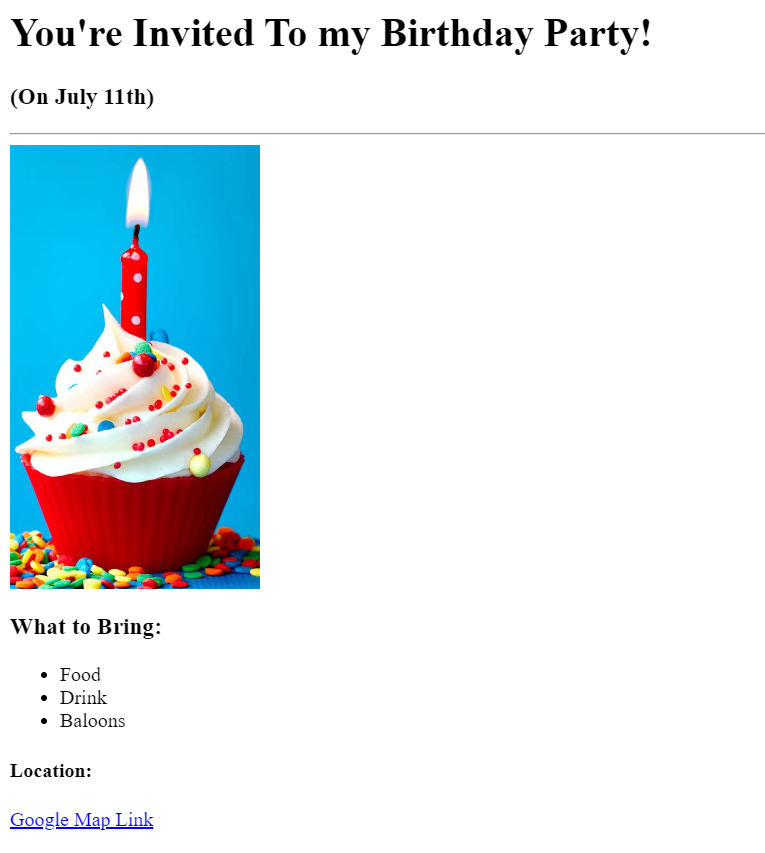 You're Invited To my Birthday Party!
(On July 11th)
What to Bring:
Food
Drink
Baloons
Location:
Google Map Link